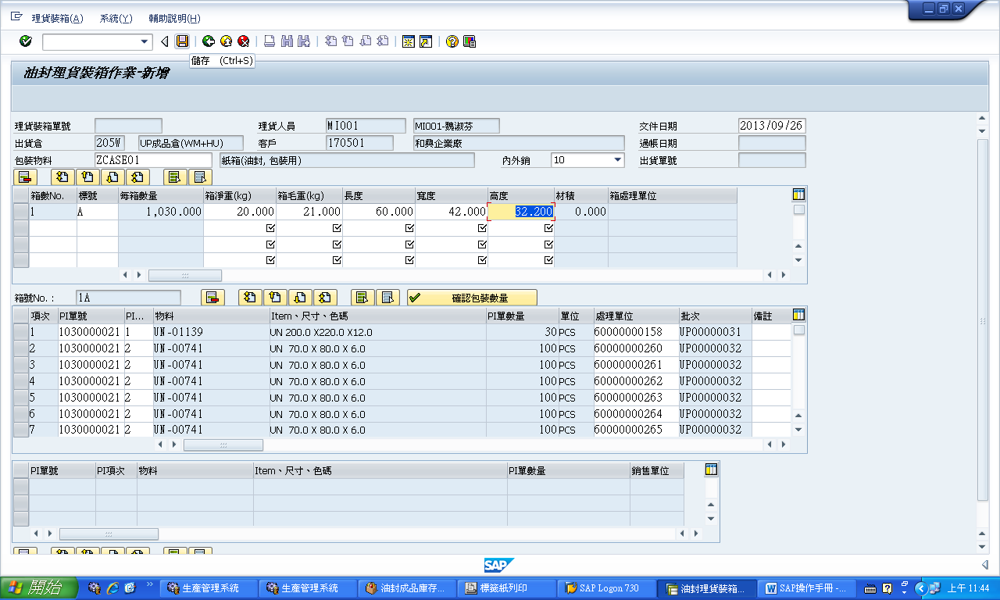 理貨裝箱(A) 系統(Y) 輔助說明(H)
儲存 (Ctrl+S)
油封理貨裝箱作業-新增
理貨裝箱單號 理貨人員 MI001 MI001-魏淑芬 文件日期 2013/09/26
出貨倉 205W UP成品倉(WM+HU) 客戶 170501 和興企業廠 過帳日期
包裝物料 ZCASE01 紙箱(油封, 包裝用) 內外銷 10 出貨單號
箱數No. 標號 每箱數量 箱淨重(kg) 箱毛重(kg) 長度 寬度 高度 材積 箱處理單位
1 A 1,030.000 20.000 21.000 60.000 42.000 32.200 0.000
箱號No.： 1A 確認包裝數量
項次 PI單號 PI... 物料 Item、尺寸、色碼 PI單數量 單位 處理單位 批次 備註
1 1030000021 1 UN-01139 UN 200.0 X220.0 X12.0 30 PCS 60000000158 UP00000031
2 1030000021 2 UN-00741 UN 70.0 X 80.0 X 6.0 100 PCS 60000000260 UP00000032
3 1030000021 2 UN-00741 UN 70.0 X 80.0 X 6.0 100 PCS 60000000261 UP00000032
4 1030000021 2 UN-00741 UN 70.0 X 80.0 X 6.0 100 PCS 60000000262 UP00000032
5 1030000021 2 UN-00741 UN 70.0 X 80.0 X 6.0 100 PCS 60000000263 UP00000032
6 1030000021 2 UN-00741 UN 70.0 X 80.0 X 6.0 100 PCS 60000000264 UP00000032
7 1030000021 2 UN-00741 UN 70.0 X 80.0 X 6.0 100 PCS 60000000265 UP00000032
PI單號 PI項次 物料 Item、尺寸、色碼 PI單數量 銷售單位
SAP
開始 生產管理系統 生產管理系統 油封成品庫存... 標籤紙列印 SAP Logon 730 油封理貨裝箱... SAP操作手冊 -... 上午 11:44